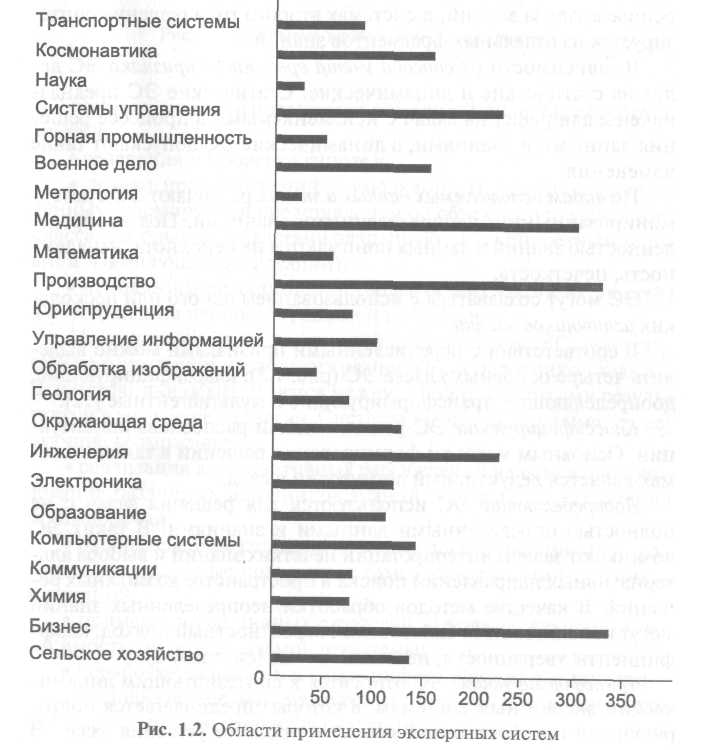 Транспортные системы
Космонавтика
Наука
Системы управления
Горная промышленность
Военное дело
Метрология
Медицина
Математика
Производство
Юриспруденция
Управление информацией
Обработка изображений
Геология
Окружающая среда
Инженерия
Электроника
Образование
Компьютерные системы
Коммуникации
Химия
Бизнес
Сельское хозяйство
0
50 100 150 200 250 300 350
Рис. 1.2. Области применения экспертных систем